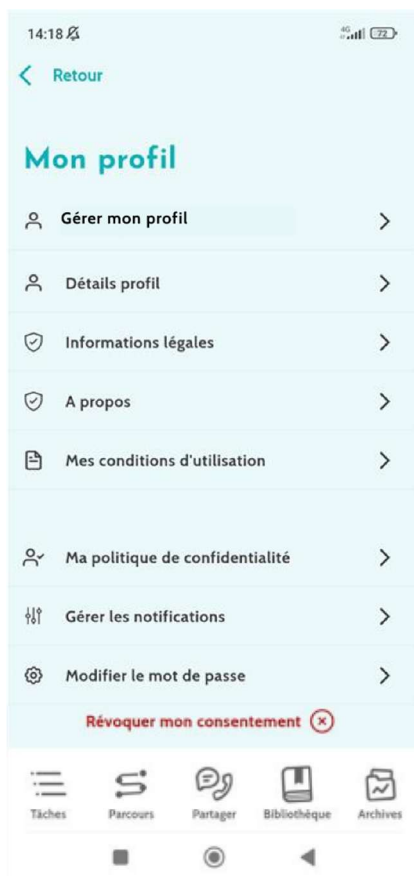 14:18
4G
72
Retour
Mon profil
Gérer mon profil
Détails profil
Informations légales
A propos
Mes conditions d'utilisation
Ma politique de confidentialité
Gérer les notifications
Modifier le mot de passe
Révoquer mon consentement
Tâches Parcours Partager Bibliothèque Archives